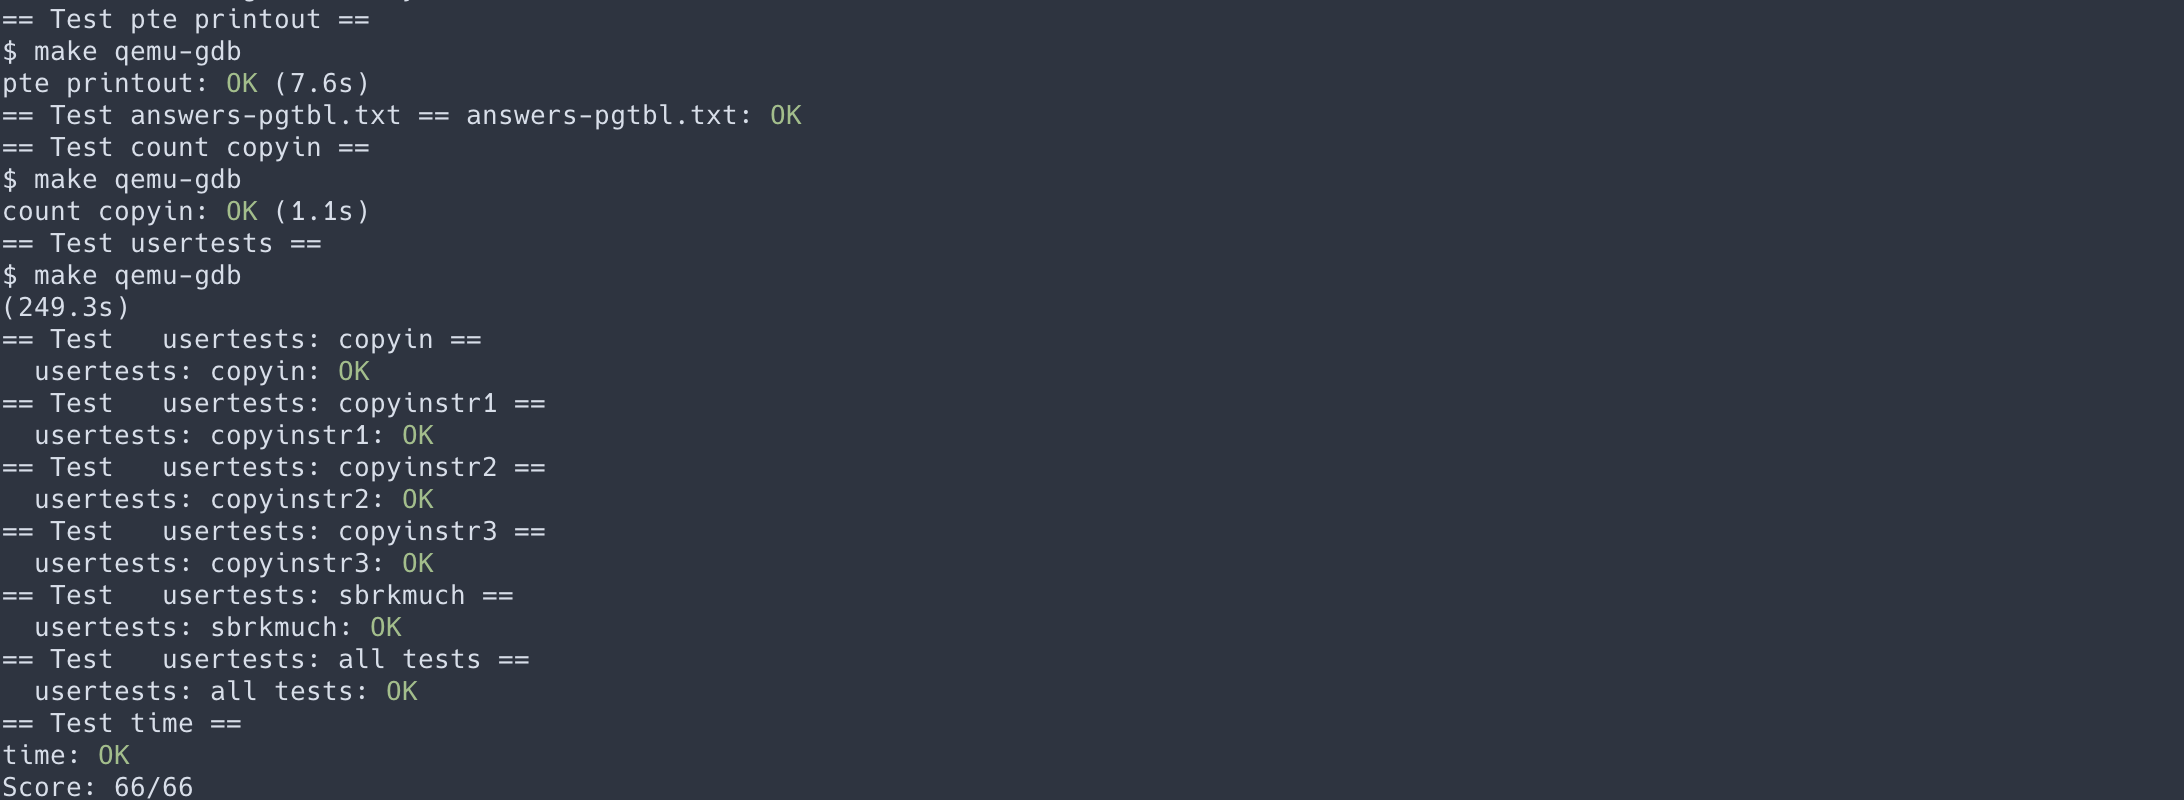 == Test pte printout ==
$ make qemu-gdb
pte printout: OK (7.6s)
== Test answers-pgtbl.txt == answers-pgtbl.txt: OK
== Test count copyin ==
$ make qemu-gdb
count copyin: OK (1.1s)
== Test usertests ==
$ make qemu-gdb
(249.3s)
== Test   usertests: copyin ==
  usertests: copyin: OK
== Test   usertests: copyinstr1 ==
  usertests: copyinstr1: OK
== Test   usertests: copyinstr2 ==
  usertests: copyinstr2: OK
== Test   usertests: copyinstr3 ==
  usertests: copyinstr3: OK
== Test   usertests: sbrkmuch ==
  usertests: sbrkmuch: OK
== Test   usertests: all tests ==
  usertests: all tests: OK
== Test time ==
time: OK
Score: 66/66